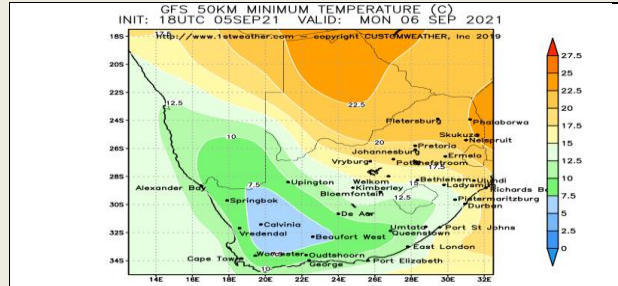 GFS 50KM MINIMUM TEMPERATURE (C)
INIT: 18UTC 05SEP21 VALID: MON 06 SEP 2021
17.5
http://www.1stweather.com – copyright CUSTOMWEATHER, Inc 2019
27.5
18S
25
20S
22.5
22S
12.5
22.5
20
Pietersburg
Phalaborwa
24S
17.5
10
Skukuza
Nelspruit
20
Pretoria
15
26S
Johannesburg
Ermelo
Vryburg
Potchefstroom
12.5
17.5
28S
7.5
Welkom
Bethlehem
Ulundi
10
Alexander Bay
Upington
Kimberley
15
Ladysmith
Richards
Bloemfontein
12.5
7.5
30S
Springbok
Pietermaritzburg
De Aar
Durban
5
Calvinia
Umtata
Port St Johns
32S
Vredendal
Beaufort West
Queenstown
2.5
East London
Worcester
Oudtshoorn
0
34S
Cape Town
George
Port Elizabeth
10
14E 16E 18E 20E 22E 24E 26E 28E 30E 32E